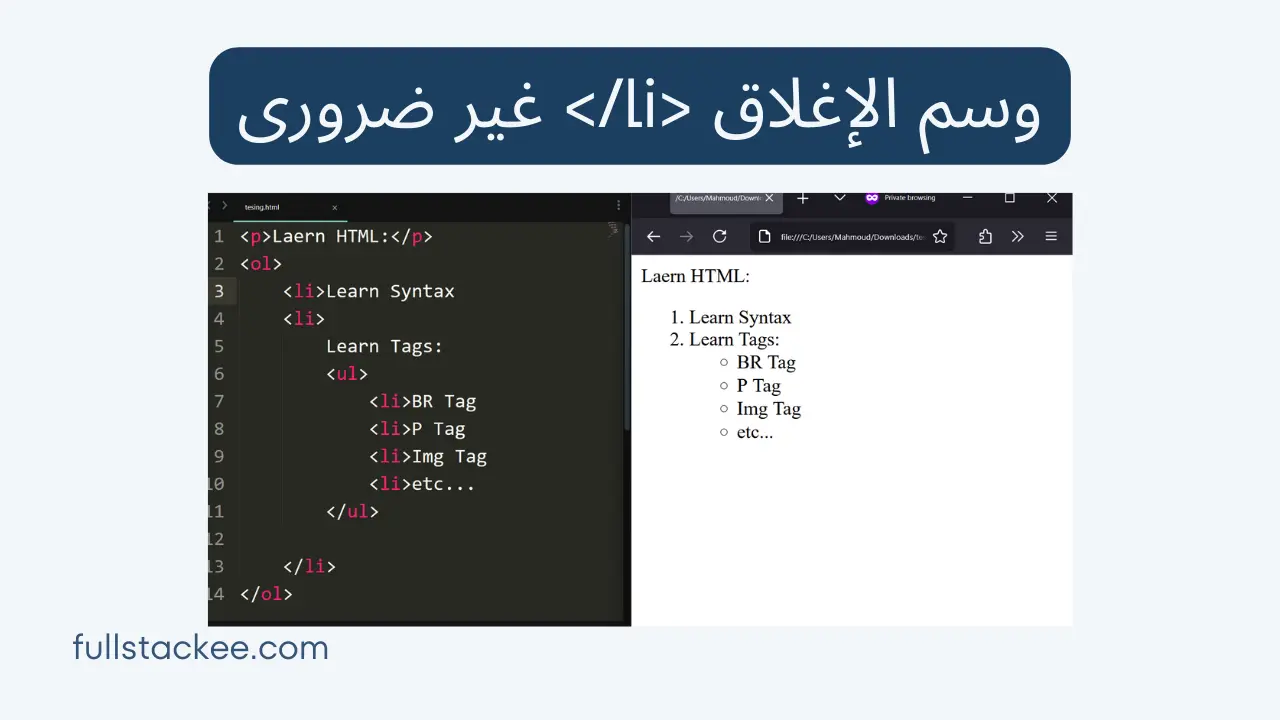 وسم الإغلاق </li> غير ضرورى
tesing.html
1 <p>Laern HTML:</p>
2 <ol>
3 <li>Learn Syntax
4 <li>
5 Learn Tags:
6 <ul>
7 <li>BR Tag
8 <li>P Tag
9 <li>Img Tag
10 <li>etc...
11 </ul>
12
13 </li>
14 </ol>
/C:/Users/Mahmoud/Downl
Private browsing
file:///C:/Users/Mahmoud/Downloads/te
Laern HTML:
1. Learn Syntax
2. Learn Tags:
BR Tag
P Tag
Img Tag
etc...
fullstackee.com